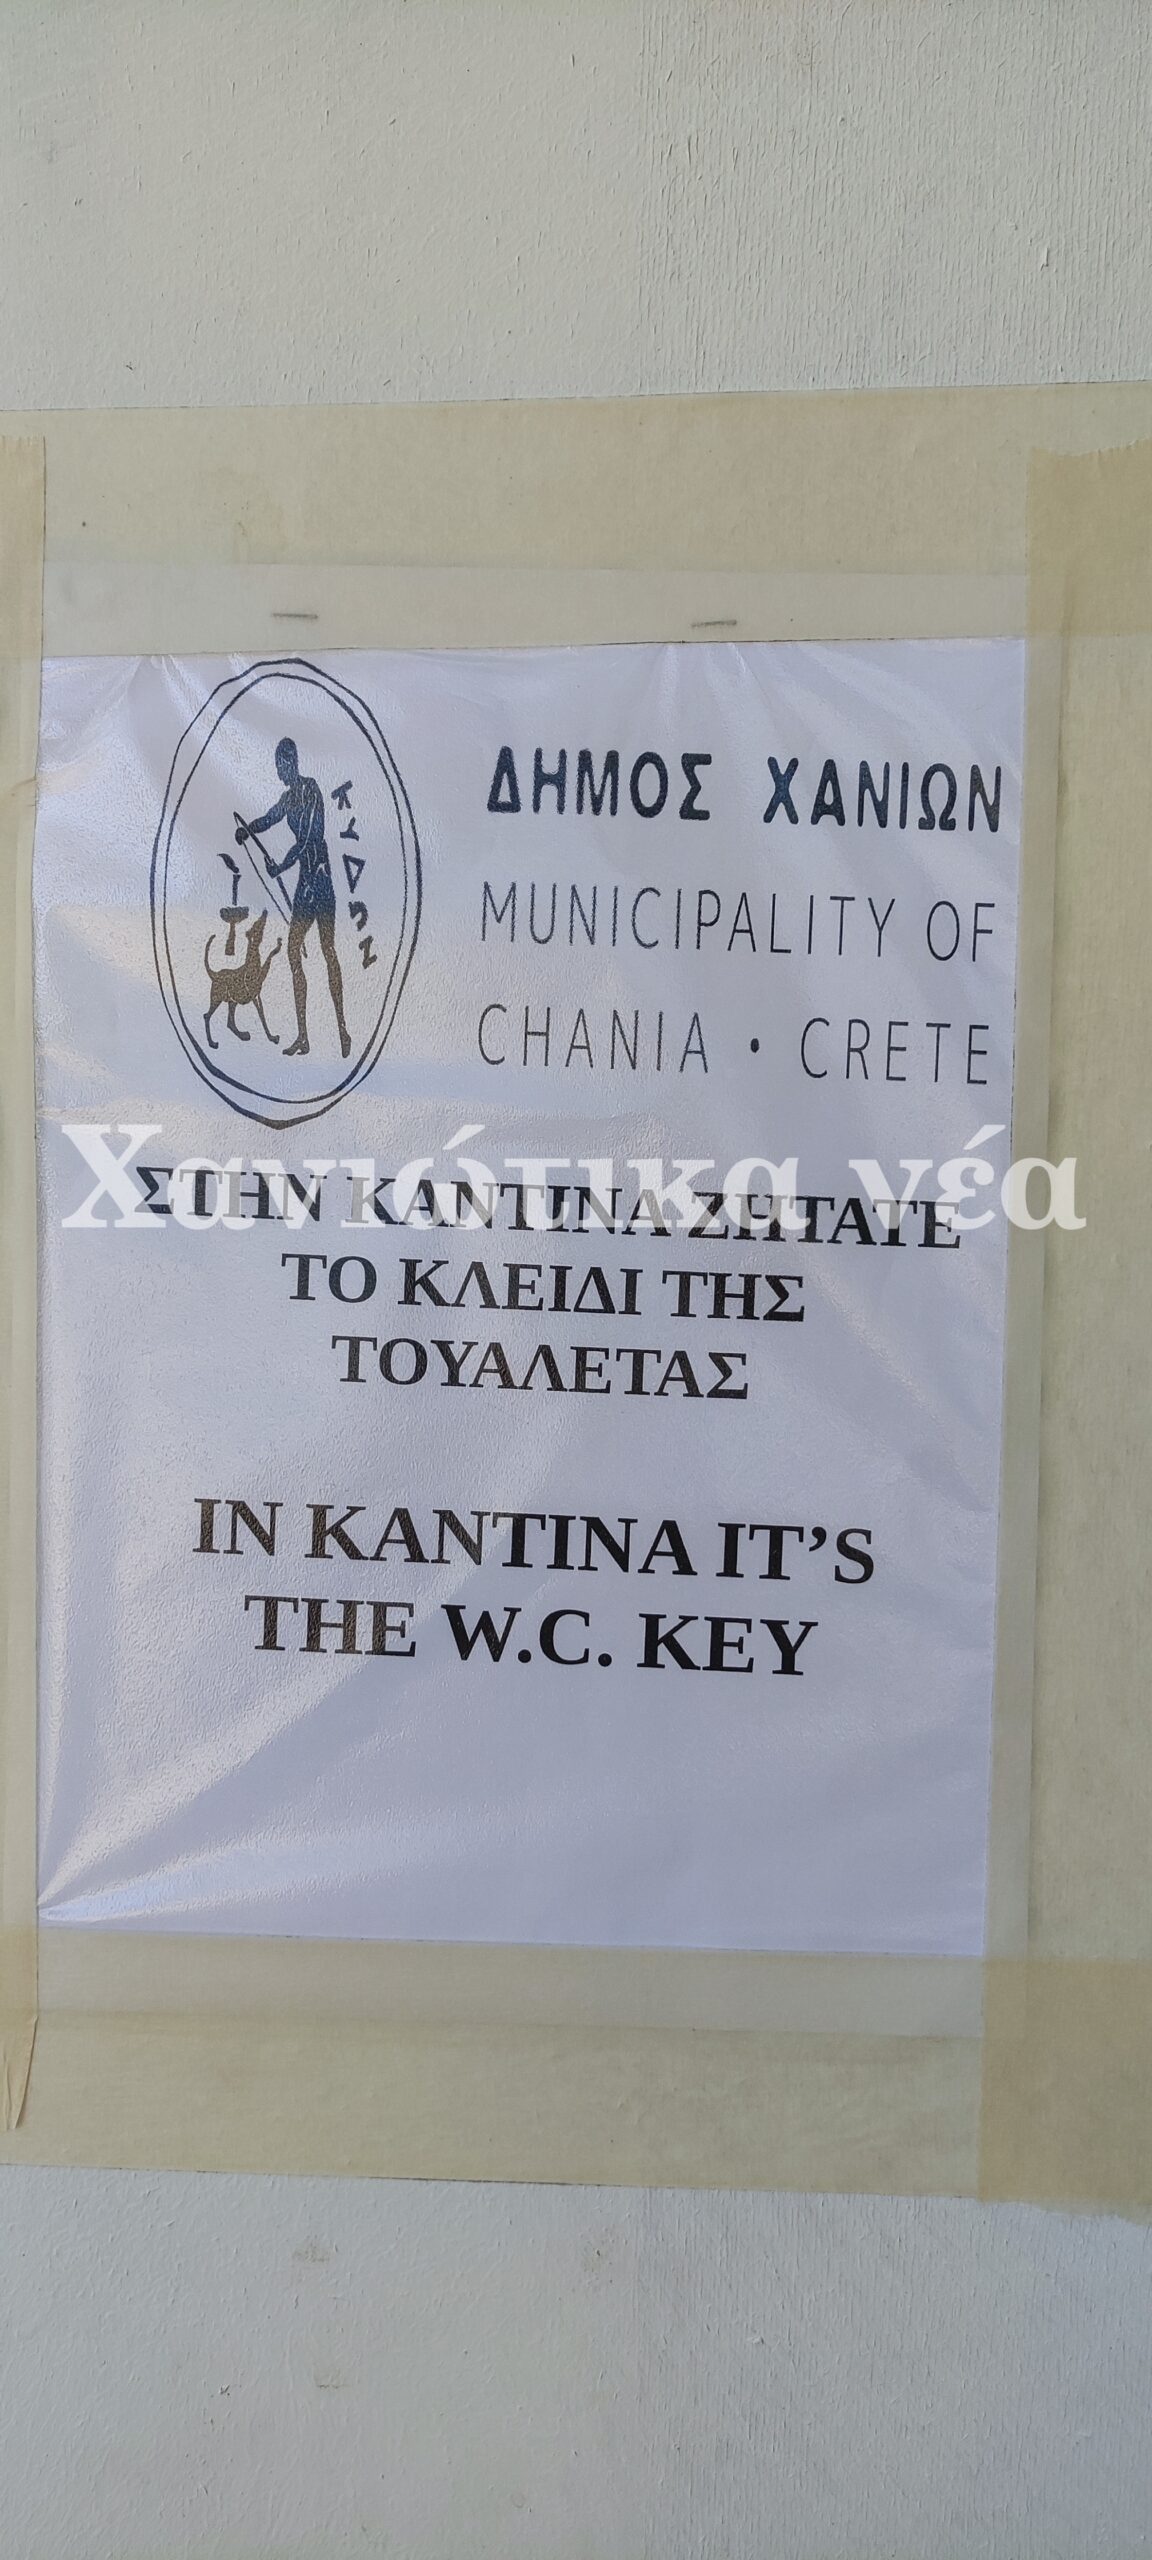 ΚΥΔΩΝ
ΔΗΜΟΣ ΧΑΝΙΩΝ
MUNICIPALITY OF
CHANIA · CRETE
Χανιώτικα νέα
ΣΤΗΝ ΚΑΝΤΙΝΑ ΖΗΤΑΤΕ
ΤΟ ΚΛΕΙΔΙ ΤΗΣ
ΤΟΥΑΛΕΤΑΣ
IN KANTINA IT’S
THE W.C. KEY